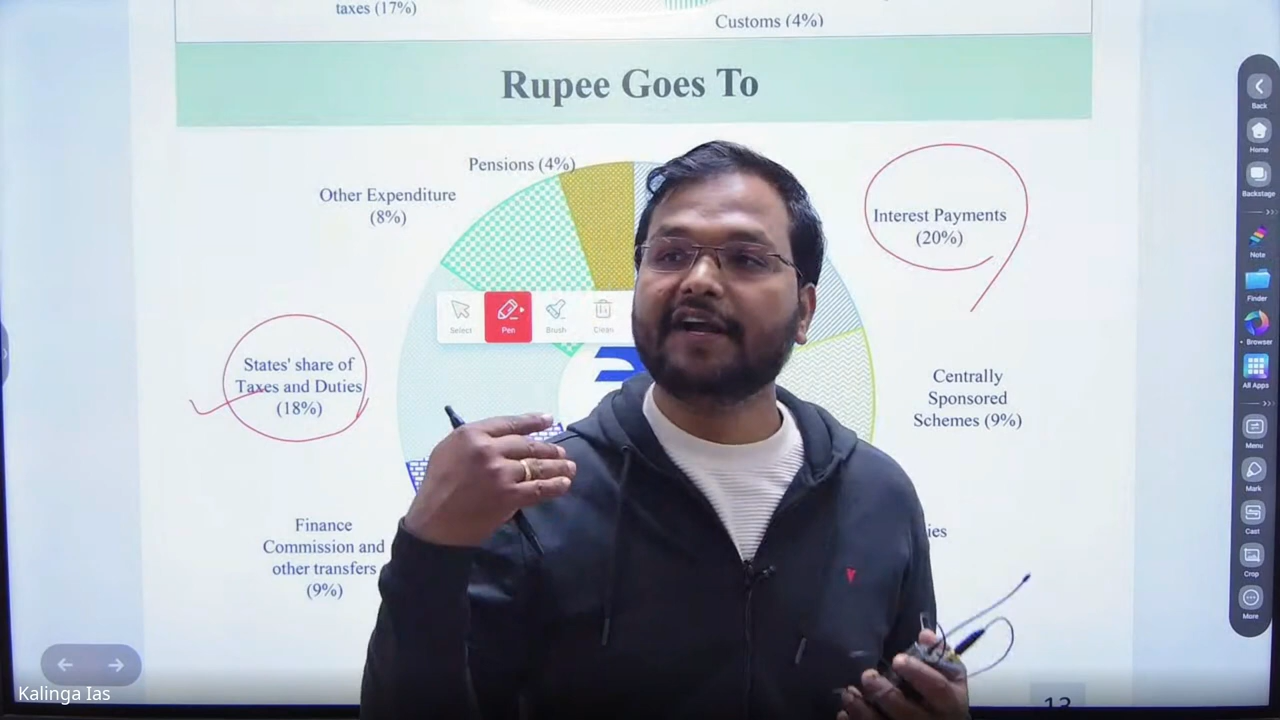 taxes (17%)
Customs (4%)
Rupee Goes To
Pensions (4%)
Other Expenditure
(8%)
Interest Payments
(20%)
States' share of
Taxes and Duties
(18%)
Centrally
Sponsored
Schemes (9%)
Finance
Commission and
other transfers
(9%)
Select
Pen
Brush
Clean
Back
Home
Backstage
Note
Finder
Browser
All Apps
Menu
Mark
Cast
Crop
More
Kalinga Ias
13